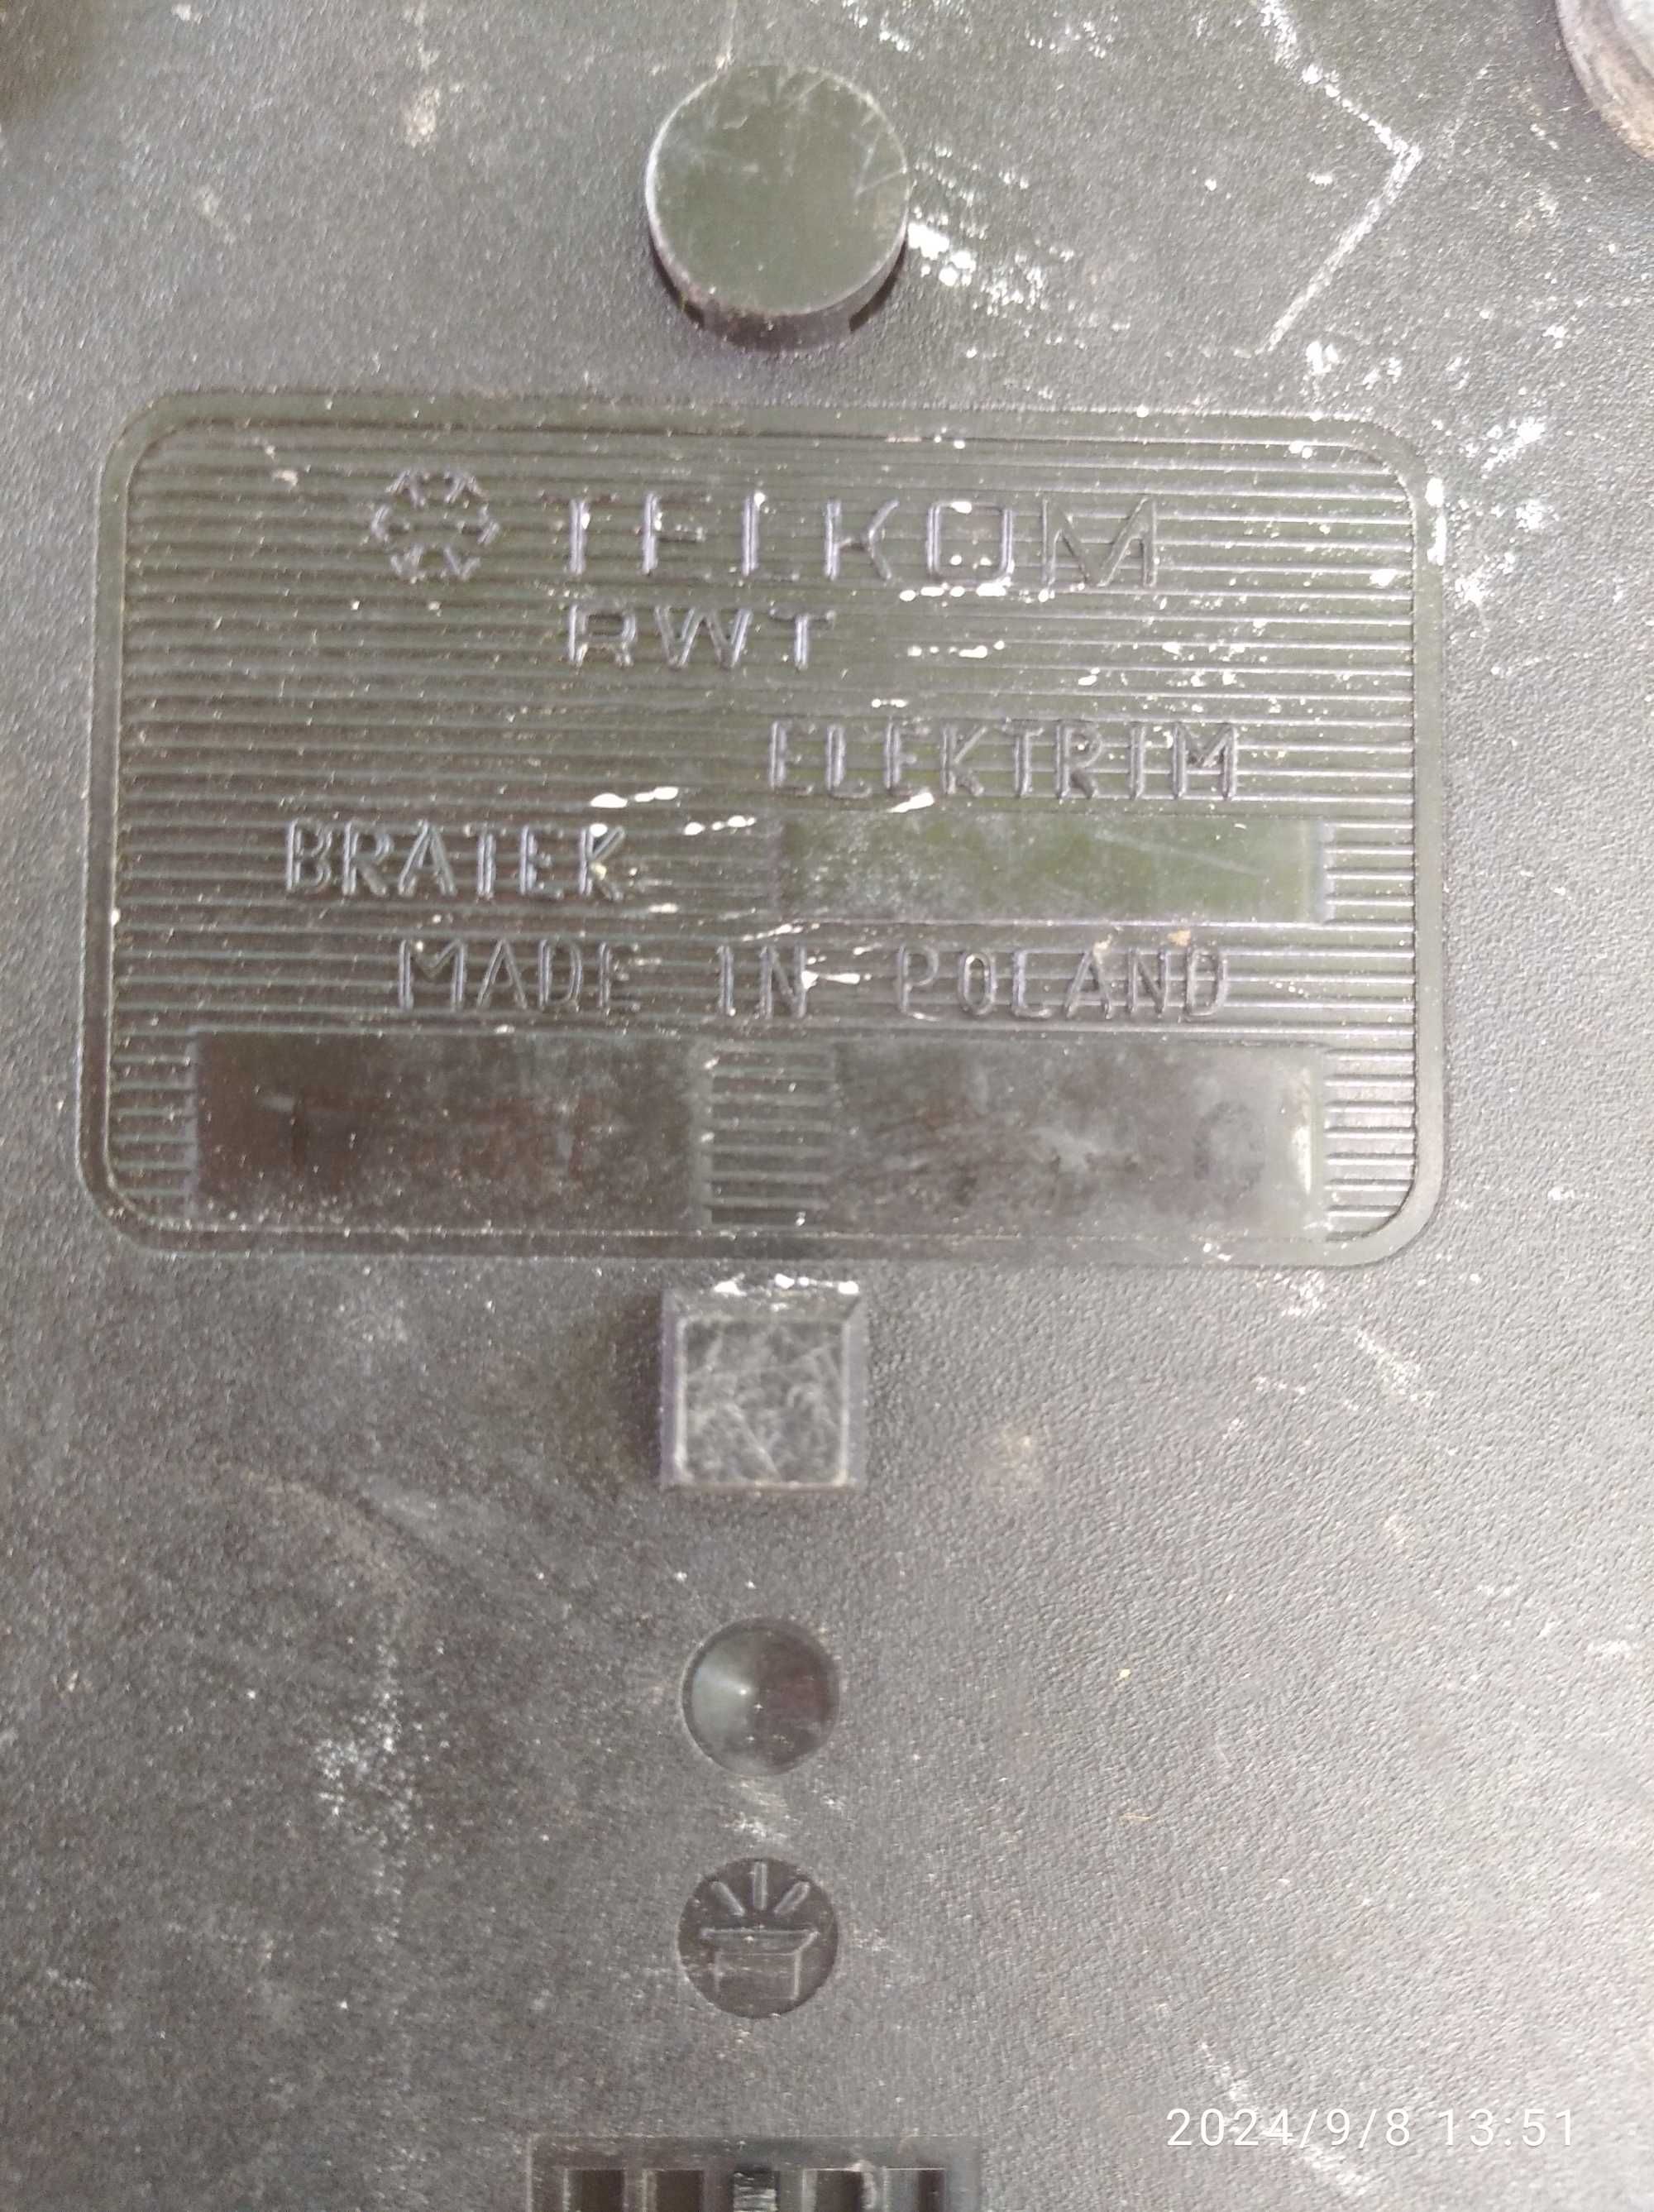 TELKOM
RWT
ELEKTRIM
BRATEK
MADE IN POLAND
2024/9/8 13:51